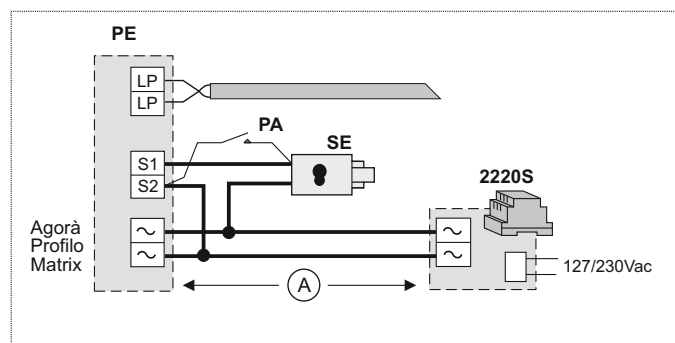 PE
LP
LP
PA
SE
S1
S2
2220S
Agorà
Profilo
Matrix
~
~
~
~
127/230Vac
A